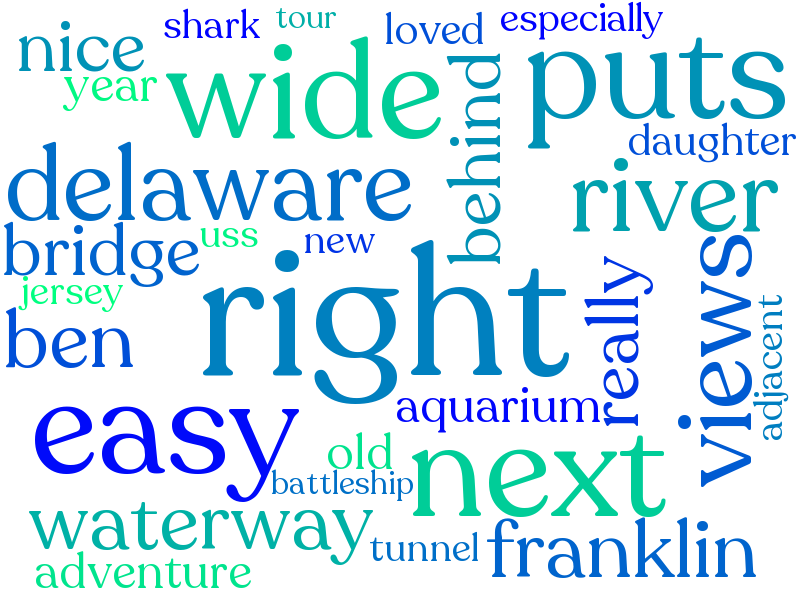 shark
tour
loved
especially
nice
wide
puts
year
behind
daughter
delaware
river
bridge
uss
new
views
jersey
right
really
ben
adjacent
easy
aquarium
old
next
battleship
waterway
tunnel
franklin
adventure